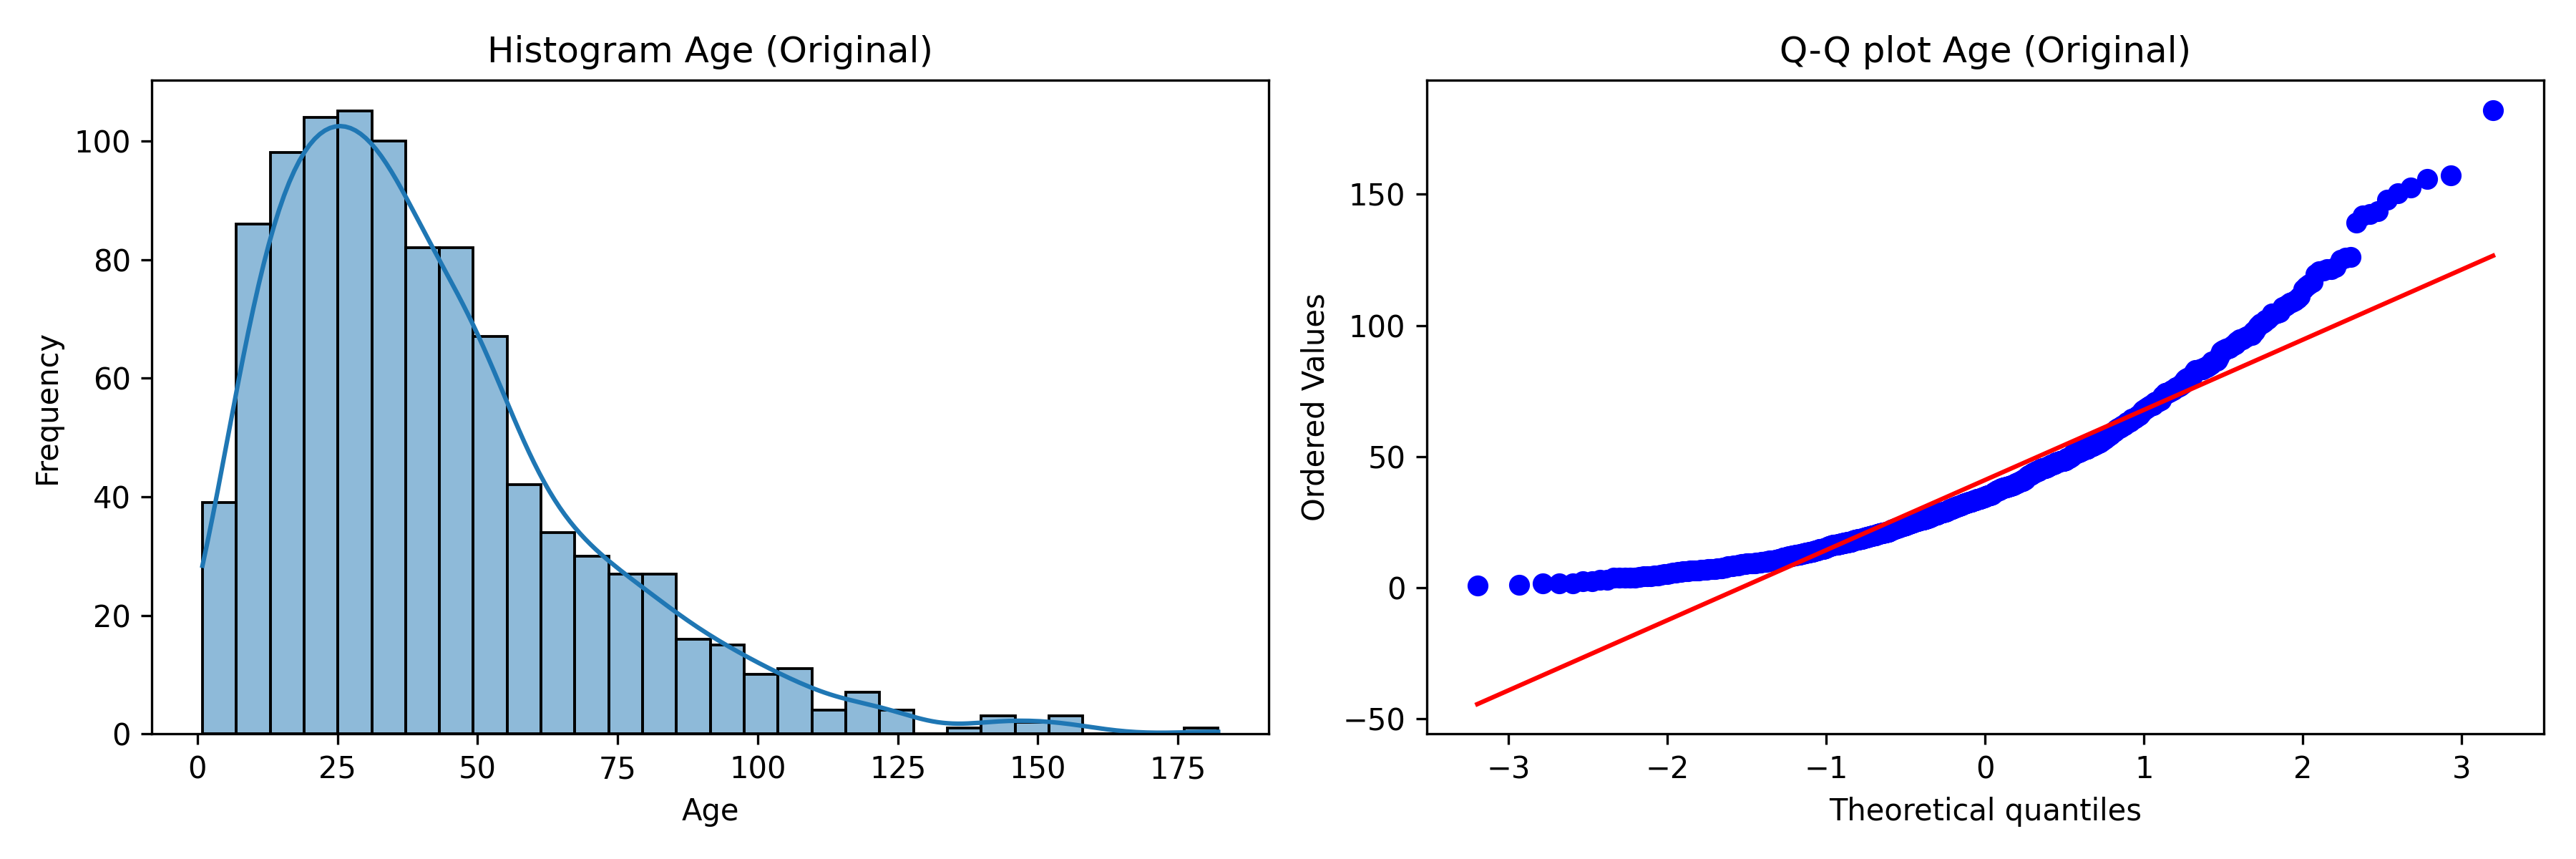 Histogram Age (Original)
Frequency
100
80
60
40
20
0
0 25 50 75 100 125 150 175
Age
Q-Q plot Age (Original)
Ordered Values
150
100
50
0
−50
−3 −2 −1 0 1 2 3
Theoretical quantiles